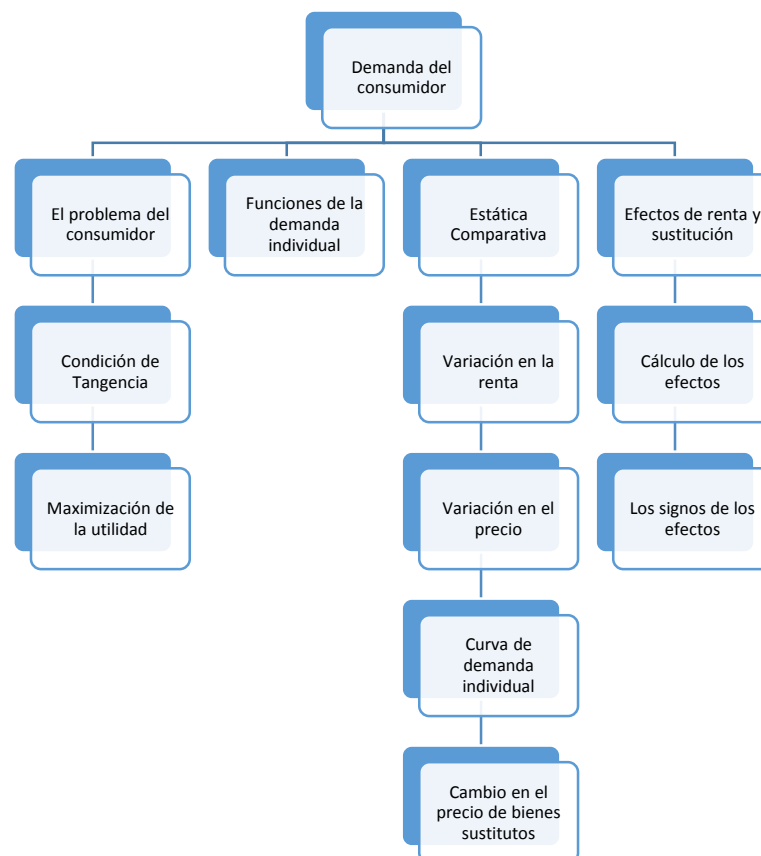 Demanda del
consumidor
El problema del
consumidor
Funciones de la
demanda
individual
Estática
Comparativa
Efectos de renta y
sustitución
Condición de
Tangencia
Variación en la
renta
Cálculo de los
efectos
Maximización de
la utilidad
Variación en el
precio
Los signos de los
efectos
Curva de
demanda
individual
Cambio en el
precio de bienes
sustitutos